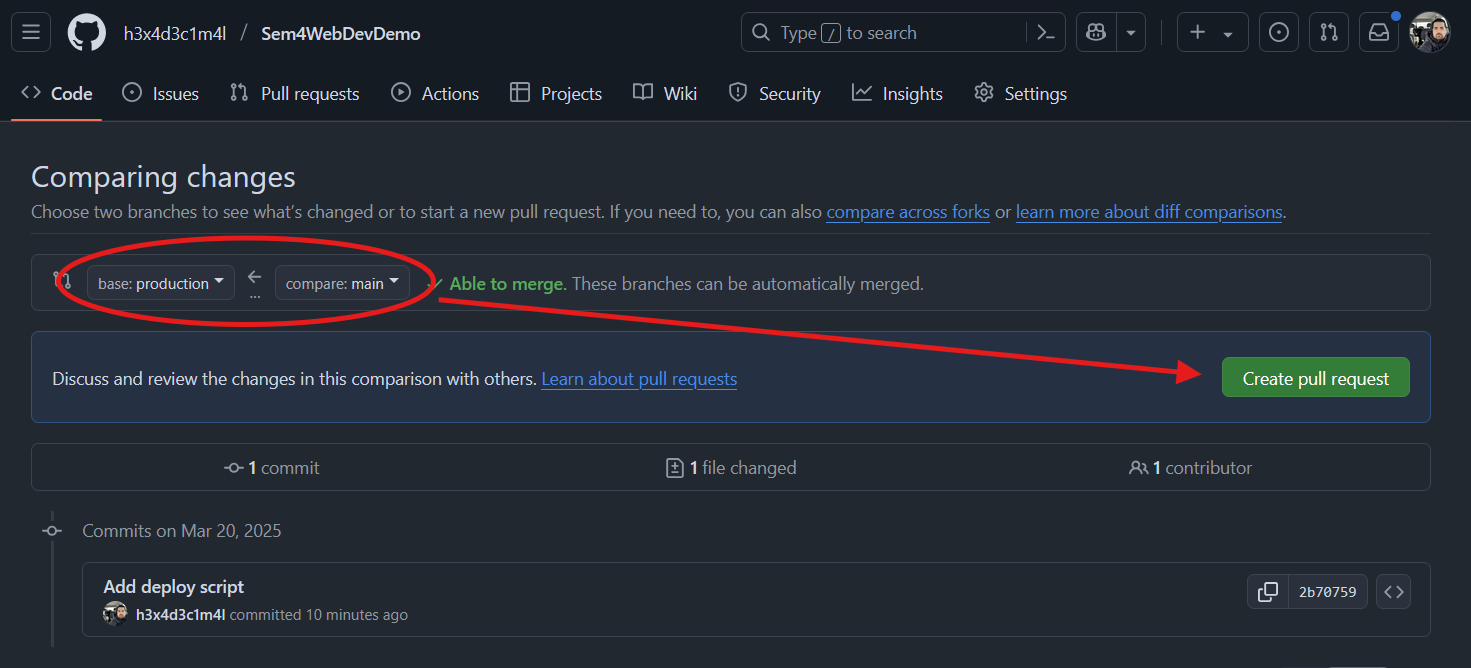 h3x4d3c1m4l / Sem4WebDevDemo
Type / to search
Code Issues Pull requests Actions Projects Wiki Security Insights Settings
Comparing changes
Choose two branches to see what's changed or to start a new pull request. If you need to, you can also compare across forks or learn more about diff comparisons.
base: production ... compare: main Able to merge. These branches can be automatically merged.
Discuss and review the changes in this comparison with others. Learn about pull requests Create pull request
1 commit 1 file changed 1 contributor
Commits on Mar 20, 2025
Add deploy script
h3x4d3c1m4l committed 10 minutes ago
2b70759